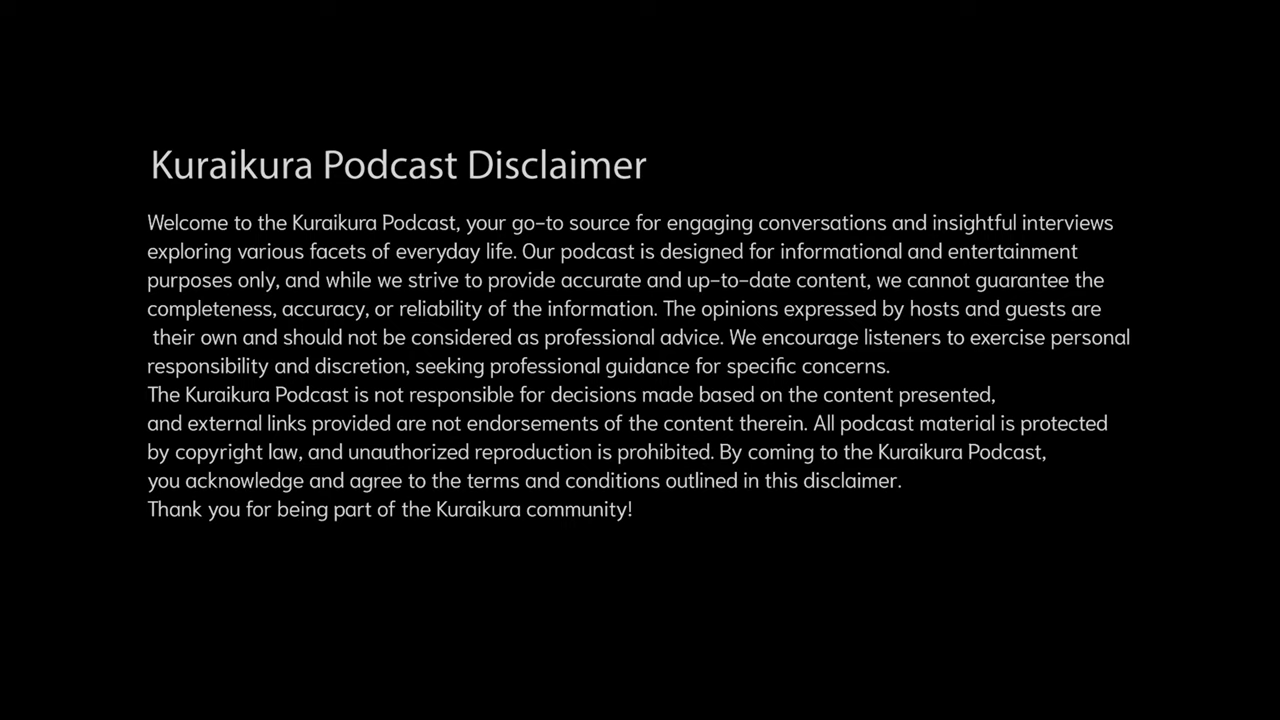 Kuraikura Podcast Disclaimer
Welcome to the Kuraikura Podcast, your go-to source for engaging conversations and insightful interviews
exploring various facets of everyday life. Our podcast is designed for informational and entertainment
purposes only, and while we strive to provide accurate and up-to-date content, we cannot guarantee the
completeness, accuracy, or reliability of the information. The opinions expressed by hosts and guests are
their own and should not be considered as professional advice. We encourage listeners to exercise personal
responsibility and discretion, seeking professional guidance for specific concerns.
The Kuraikura Podcast is not responsible for decisions made based on the content presented,
and external links provided are not endorsements of the content therein. All podcast material is protected
by copyright law, and unauthorized reproduction is prohibited. By coming to the Kuraikura Podcast,
you acknowledge and agree to the terms and conditions outlined in this disclaimer.
Thank you for being part of the Kuraikura community!